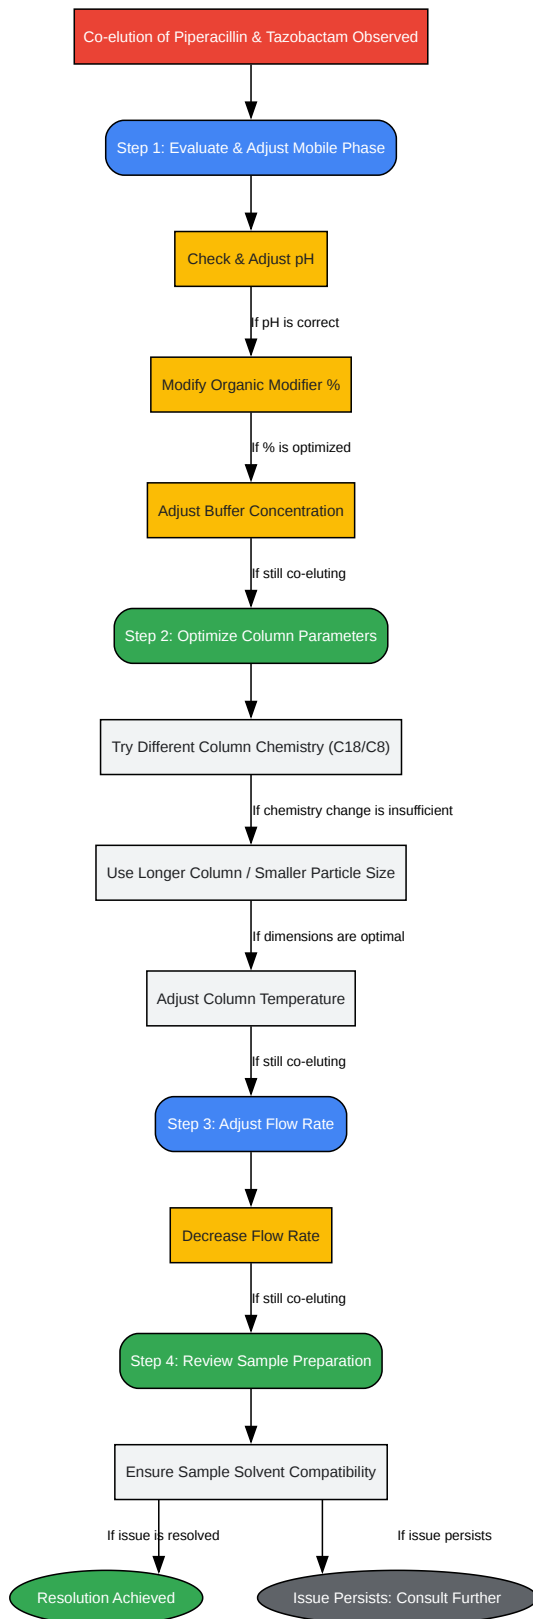 Co-elution of Piperacillin & Tazobactam Observed
Step 1: Evaluate & Adjust Mobile Phase
Check & Adjust pH
If pH is correct
Modify Organic Modifier %
If % is optimized
Adjust Buffer Concentration
If still co-eluting
Step 2: Optimize Column Parameters
Try Different Column Chemistry (C18/C8)
If chemistry change is insufficient
Use Longer Column / Smaller Particle Size
If dimensions are optimal
Adjust Column Temperature
If still co-eluting
Step 3: Adjust Flow Rate
Decrease Flow Rate
If still co-eluting
Step 4: Review Sample Preparation
Ensure Sample Solvent Compatibility
If issue is resolved
If issue persists
Resolution Achieved
Issue Persists: Consult Further